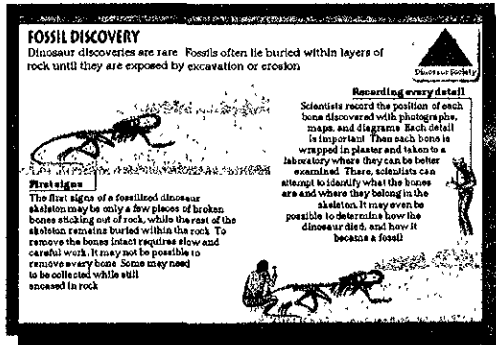 FOSSIL DISCOVERY
Dinosaur discoveries are rare Fossils often lie buried within layers of
rock until they are exposed by excavation or erosion
Dinosaur Society
Recording every detail
Scientists record the position of each
bone discovered with photographs,
maps, and diagrams Each detail
is important Then each bone is
wrapped in plaster and taken to a
laboratory where they can be better
examined There, scientists can
attempt to identify what the bones
are and where they belong in the
skeleton. It may even be
possible to determine how the
dinosaur died, and how it
became a fossil
First signs
The first signs of a fossilised dinosaur
skeleton may be only a few pieces of broken
bones sticking out of rock, while the rest of the
skeleton remains buried within the rock To
remove the bones intact requires slow and
careful work. It may not be possible to
remove every bone Some may need
to be collected while still
encased in rock